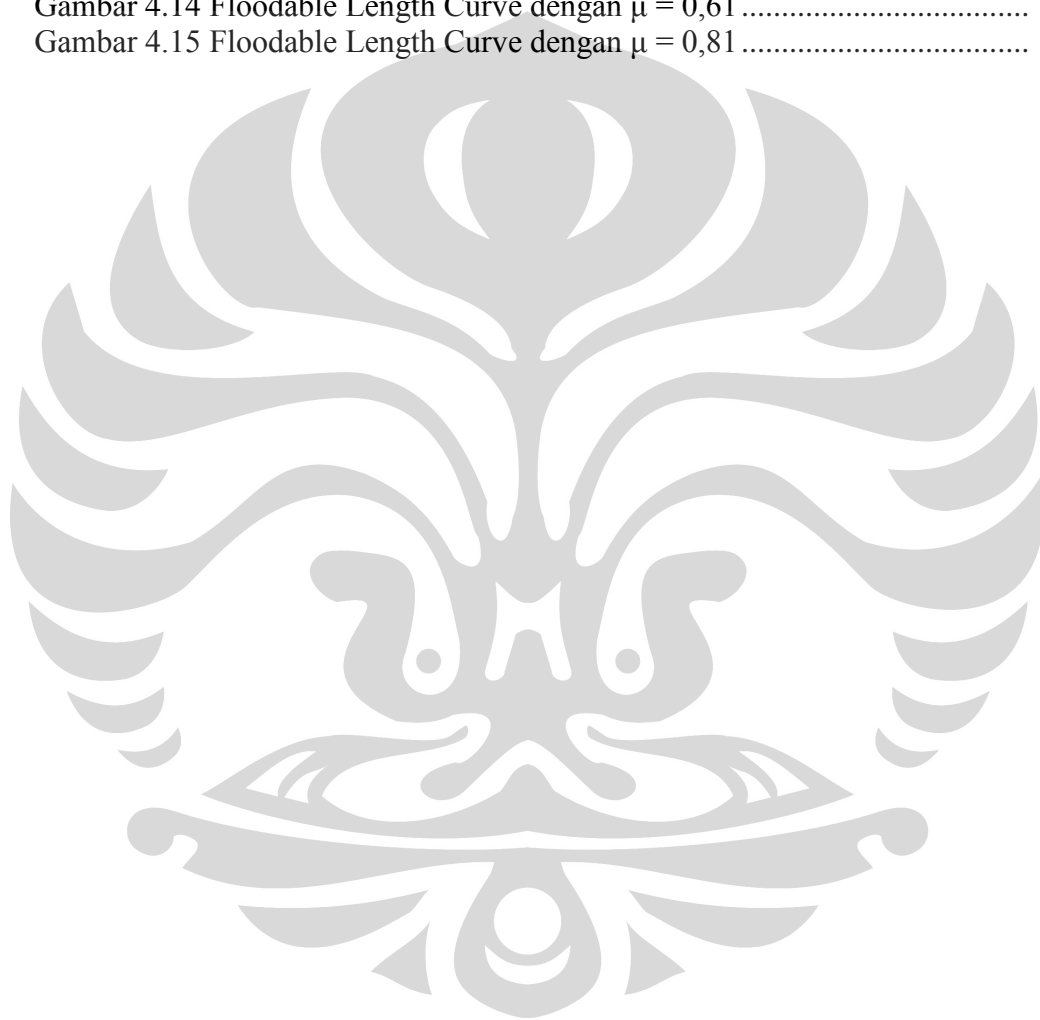 Gambar 4.14 Floodable Length Curve dengan μ = 0,61 ..................................
Gambar 4.15 Floodable Length Curve dengan μ = 0,81 ..................................